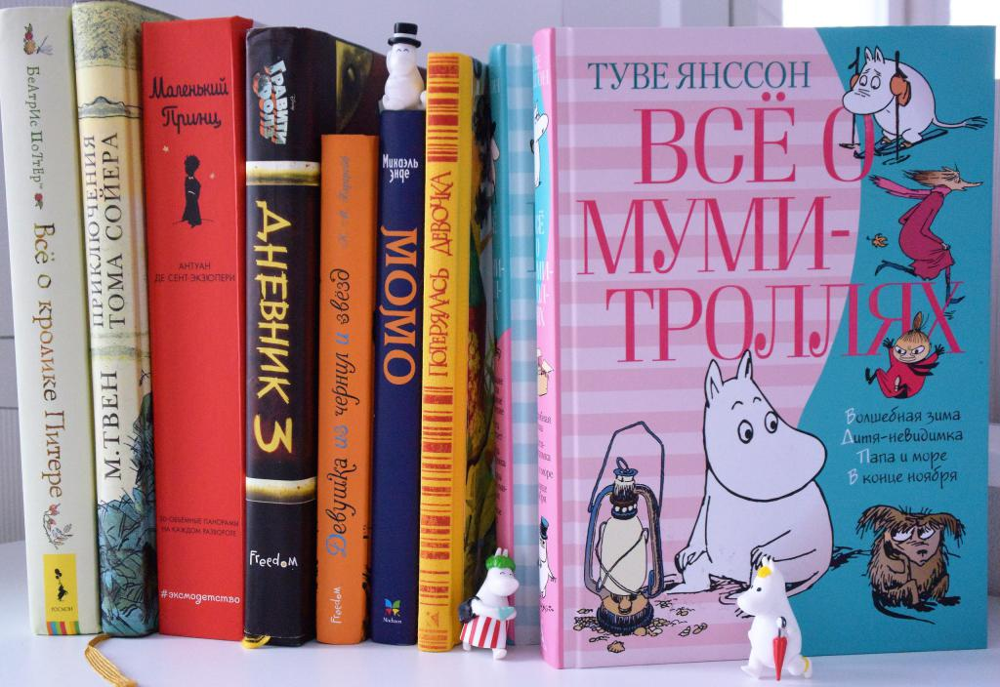 Беатрис Поттер
Всё о кролике Питере
РОСМЭН
ПРИКЛЮЧЕНИЯ
ТОМА СОЙЕРА
М.ТВЕН
Маленький
Принц
АНТУАН
ДЕ СЕНТ-ЭКЗЮПЕРИ
3D-ОБЪЁМНЫЕ ПАНОРАМЫ
НА КАЖДОМ РАЗВОРОТЕ
#эксмодетство
ГРАВИТИ
ФОЛЗ
ДНЕВНИК 3
Freedom
Девушка из чернил и звёзд
Freedom
Михаэль
Энде
МОМО
Machaon
ПОТЕРЯЛАСЬ ДЕВОЧКА
ТУВЕ ЯНССОН
ВСЁ О
МУМИ-
ТРОЛЛЯХ
Волшебная зима
Дитя-невидимка
Папа и море
В конце ноября